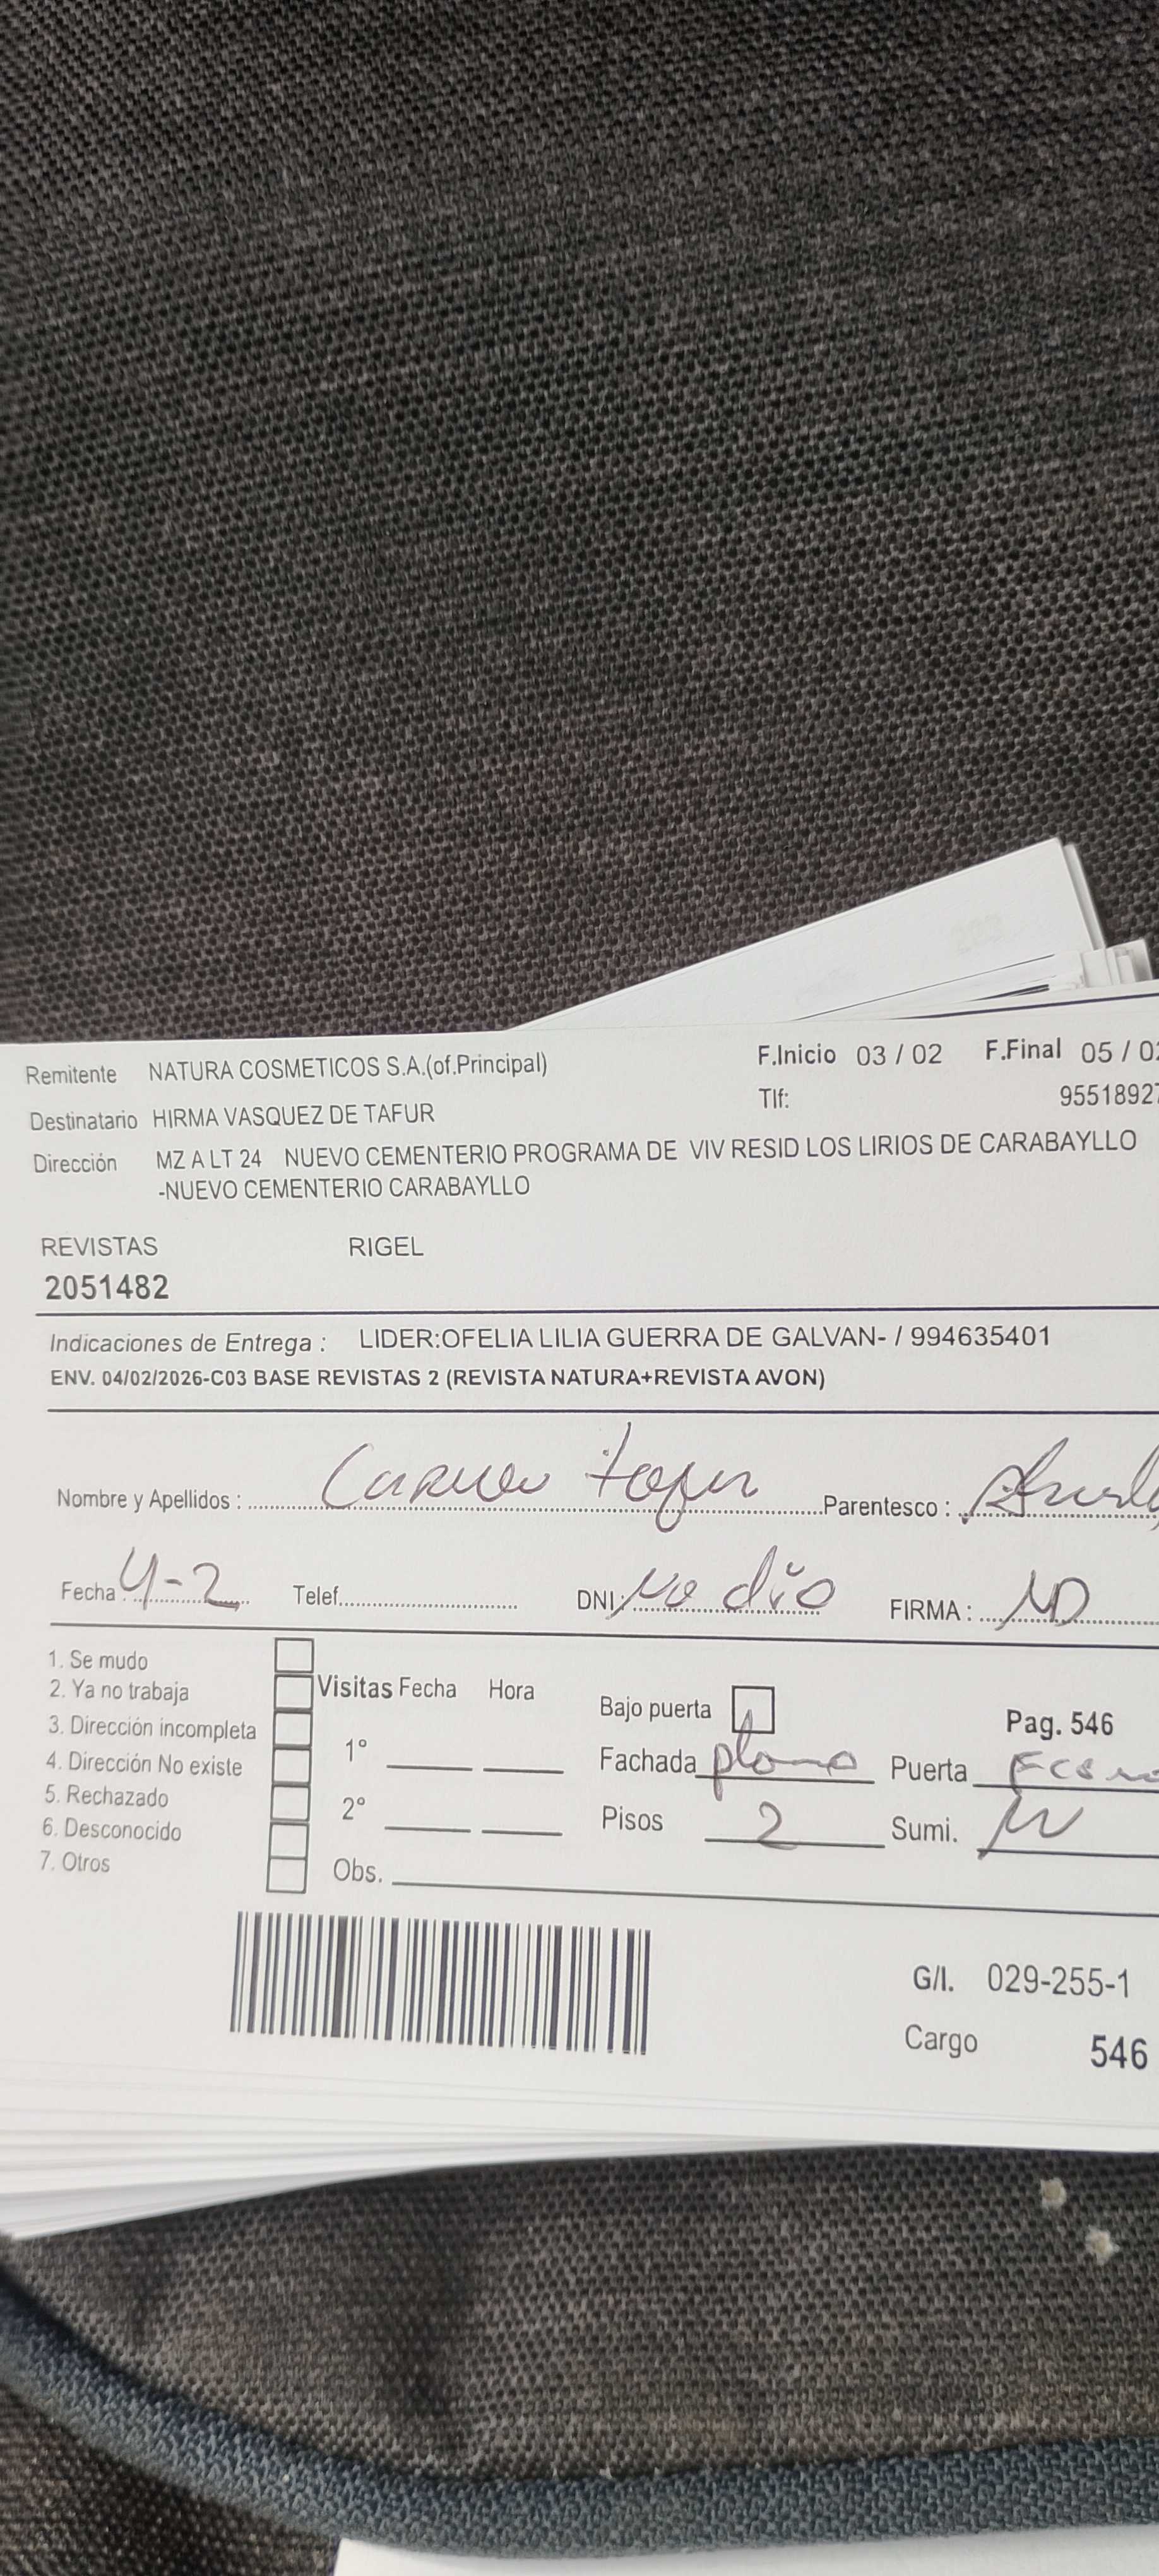 Remitente NATURA COSMETICOS S.A.(of.Principal) F.Inicio 03 / 02 F.Final 05 / 02
Destinatario HIRMA VASQUEZ DE TAFUR Tlf: 9551892
Dirección MZ A LT 24 NUEVO CEMENTERIO PROGRAMA DE VIV RESID LOS LIRIOS DE CARABAYLLO
-NUEVO CEMENTERIO CARABAYLLO
REVISTAS RIGEL
2051482
Indicaciones de Entrega : LIDER:OFELIA LILIA GUERRA DE GALVAN- / 994635401
ENV. 04/02/2026-C03 BASE REVISTAS 2 (REVISTA NATURA+REVISTA AVON)
Nombre y Apellidos : Carmen tafur Parentesco :
Fecha : 4-2 Telef. DNI: No dio FIRMA : ND
1. Se mudo
2. Ya no trabaja Visitas Fecha Hora Bajo puerta
3. Dirección incompleta Pag. 546
4. Dirección No existe 1° Fachada plomo Puerta
5. Rechazado
6. Desconocido 2° Pisos 2 Sumi.
7. Otros Obs.
G/I. 029-255-1
Cargo 546